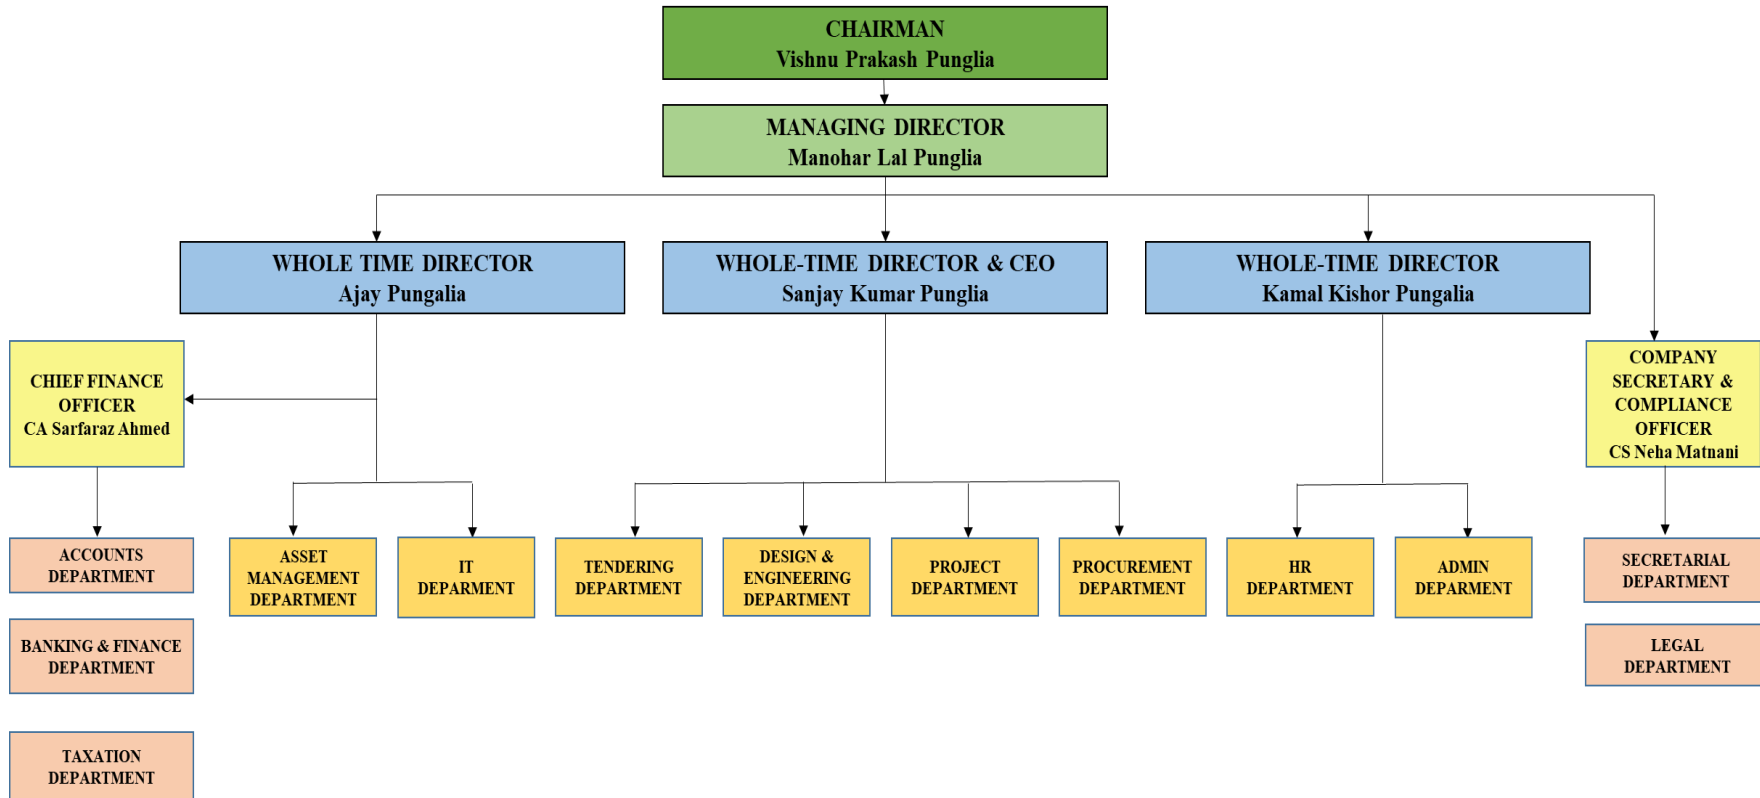 CHAIRMAN
Vishnu Prakash Punglia
MANAGING DIRECTOR
Manohar Lal Punglia
WHOLE TIME DIRECTOR
Ajay Pungalia
WHOLE-TIME DIRECTOR & CEO
Sanjay Kumar Punglia
WHOLE-TIME DIRECTOR
Kamal Kishor Pungalia
CHIEF FINANCE
OFFICER
CA Sarfaraz Ahmed
COMPANY
SECRETARY &
COMPLIANCE
OFFICER
CS Neha Matnani
ACCOUNTS
DEPARTMENT
ASSET
MANAGEMENT
DEPARTMENT
IT
DEPARMENT
TENDERING
DEPARTMENT
DESIGN &
ENGINEERING
DEPARTMENT
PROJECT
DEPARTMENT
PROCUREMENT
DEPARTMENT
HR
DEPARTMENT
ADMIN
DEPARMENT
SECRETARIAL
DEPARTMENT
BANKING & FINANCE
DEPARTMENT
LEGAL
DEPARTMENT
TAXATION
DEPARTMENT